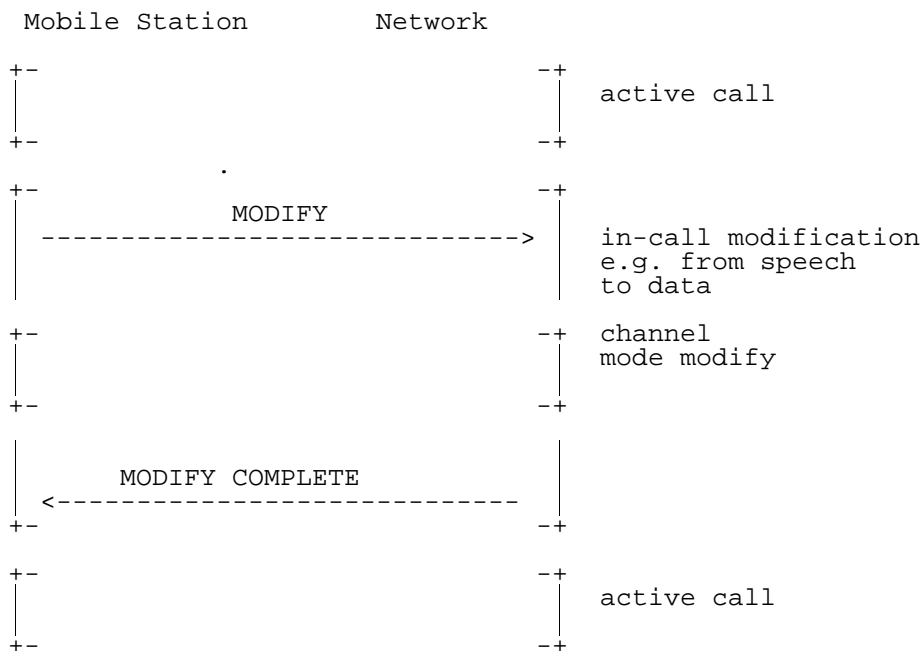 Mobile Station Network
+- -+
active call
+- -+
.
+- -+
MODIFY
------------------------------> in-call modification
e.g. from speech
to data
+- -+ channel
mode modify
+- -+
MODIFY COMPLETE
<-----------------------------
+- -+
+- -+
active call
+- -+